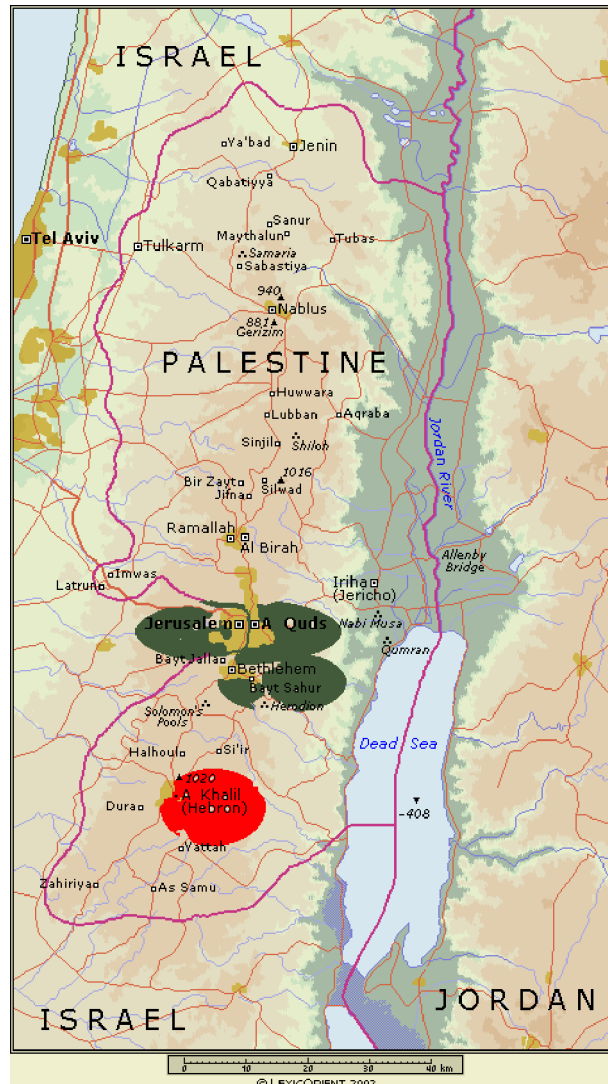 ISRAEL
Ya'bad
Jenin
Qabatiyya
Sanur
Maythalun
Tubas
Tel Aviv
Tulkarm
Samaria
Sabastiya
940
Nablus
881
Gerizim
PALESTINE
Huwwara
Lubban
Aqraba
Jordan River
Sinjil
Shiloh
1016
Bir Zayt
Silwad
Jifna
Ramallah
Al Birah
Allenby
Bridge
Imwas
Latrun
Iriha
(Jericho)
Jerusalem
A Quds
Nabi Musa
Qumran
Bayt Jalla
Bethlehem
Bayt Sahur
Solomon's
Pools
Herodion
Dead Sea
Halhoul
Si'ir
1020
A Khalil
(Hebron)
Dura
-408
Yattah
Zahiriya
As Samu
JORDAN
ISRAEL
0 10 20 30 40 km
© LEXICORIENT 2002